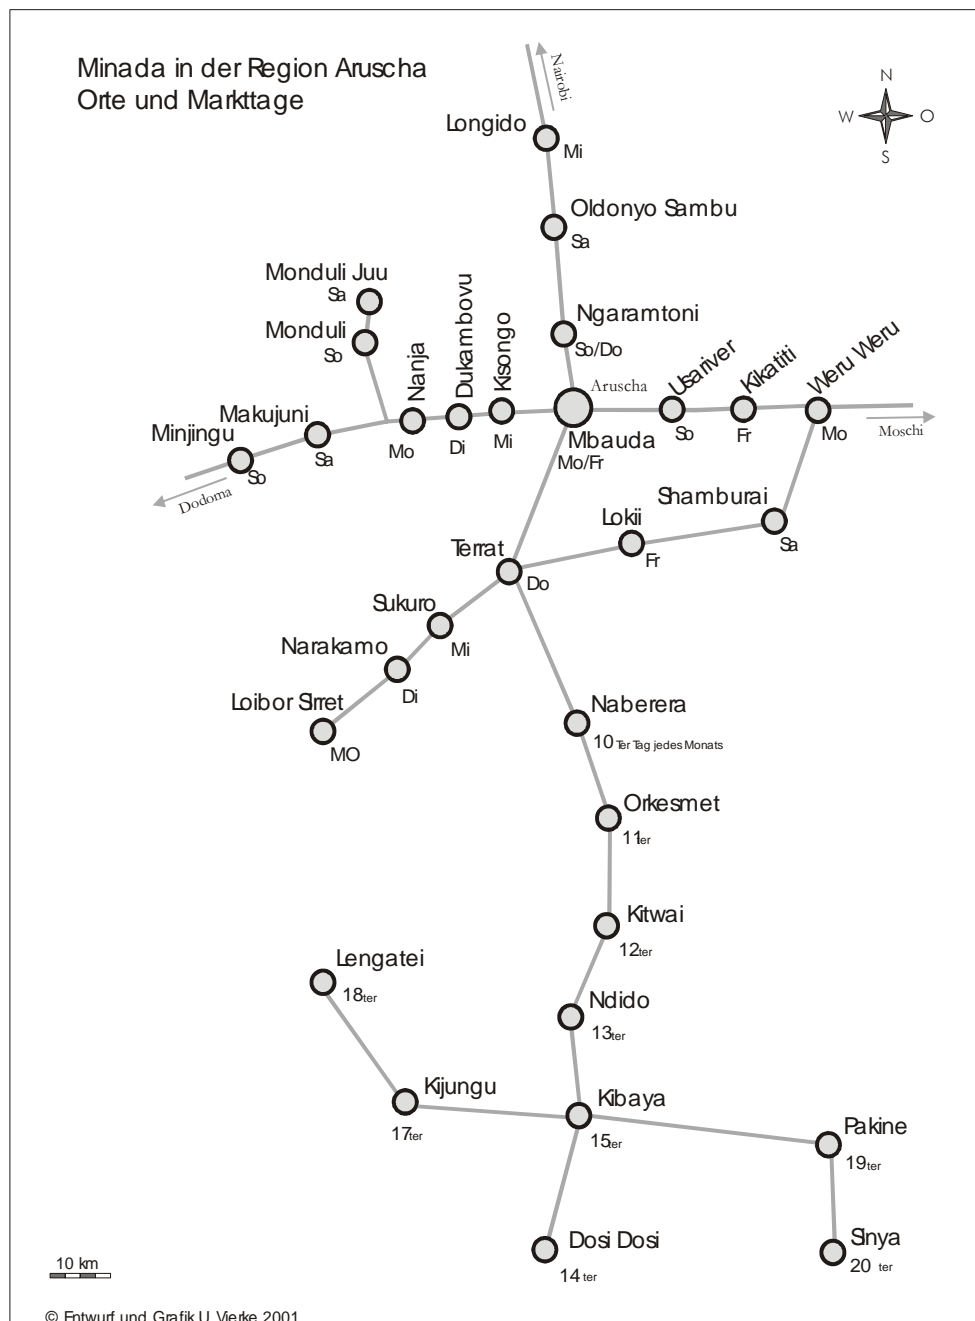 Minada in der Region Aruscha
Orte und Markttage
Nairobi
N
W
O
S
Longido
Mi
Oldonyo Sambu
Sa
Monduli Juu
Sa
Monduli
So
Ngaramtoni
So/Do
Nanja
Mo
Dukambovu
Di
Kisongo
Mi
Aruscha
Mbauda
Mo/Fr
Usariver
So
Kikatiti
Fr
Weru Weru
Mo
Moschi
Makujuni
Sa
Minjingu
So
Dodoma
Shamburai
Sa
Lokii
Fr
Terrat
Do
Sukuro
Mi
Narakamo
Di
Loibor Sirret
MO
Naberera
10 Ter Tag jedes Monats
Orkesmet
11ter
Kitwai
12ter
Lengatei
18ter
Ndido
13ter
Kijungu
17ter
Kibaya
15ter
Pakine
19ter
Dosi Dosi
14 ter
Sinya
20 ter
10 km
© Entwurf und Grafik U. Vierke 2001